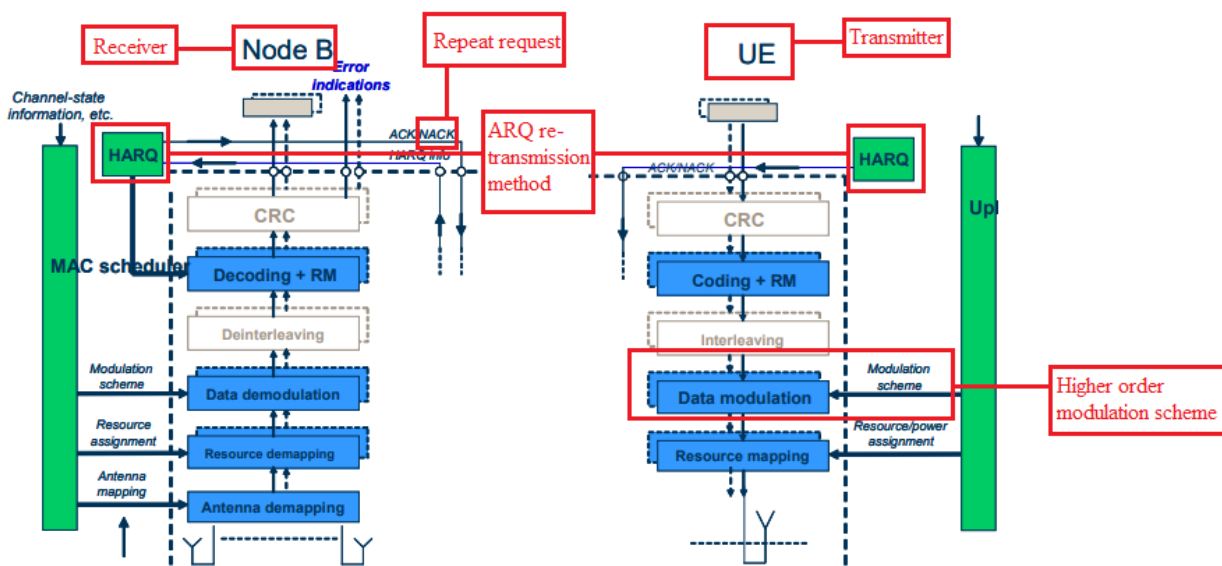 Receiver
Node B
Repeat request
UE
Transmitter
Error
indications
Channel-state
information, etc.
HARQ
ACK/NACK
HARQ info
ARQ re-
transmission
method
ACK/NACK
HARQ
CRC
CRC
Upl
MAC scheduler
Decoding + RM
Coding + RM
Deinterleaving
Interleaving
Modulation
scheme
Data demodulation
Data modulation
Modulation
scheme
Higher order
modulation scheme
Resource
assignment
Resource demapping
Resource mapping
Resource/power
assignment
Antenna
mapping
Antenna demapping